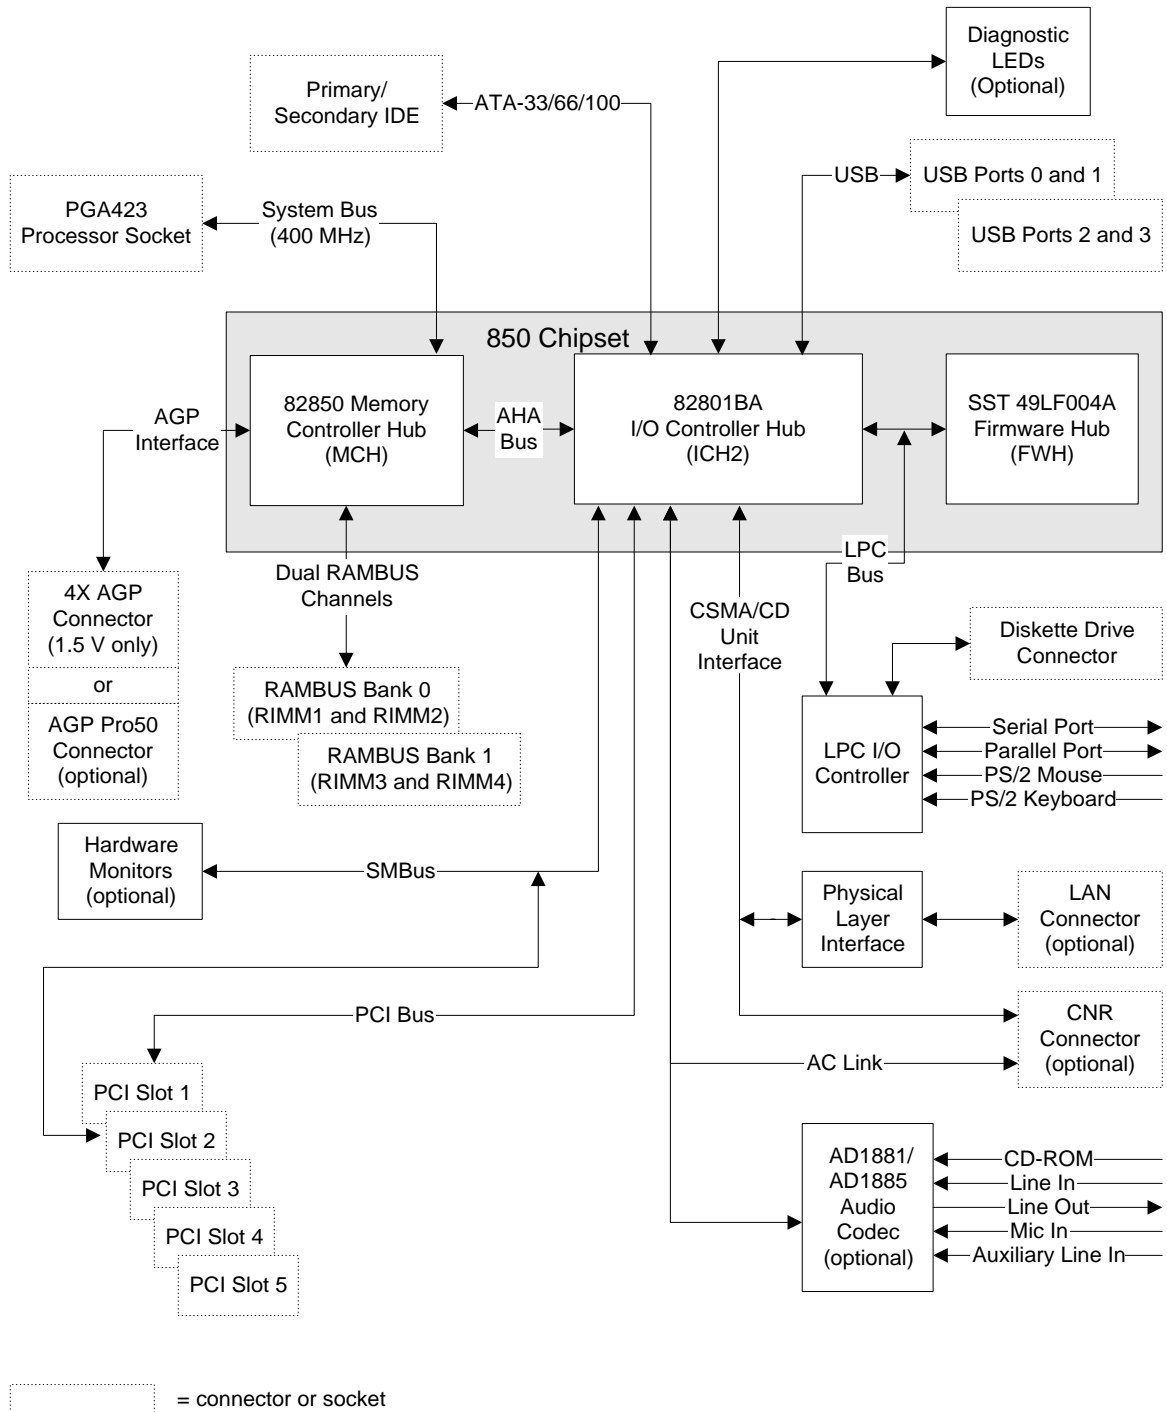 Diagnostic
LEDs
(Optional)
Primary/
Secondary IDE
ATA-33/66/100
USB
USB Ports 0 and 1
USB Ports 2 and 3
PGA423
Processor Socket
System Bus
(400 MHz)
850 Chipset
82850 Memory
Controller Hub
(MCH)
AHA
Bus
82801BA
I/O Controller Hub
(ICH2)
SST 49LF004A
Firmware Hub
(FWH)
AGP
Interface
LPC
Bus
4X AGP
Connector
(1.5 V only)
or
AGP Pro50
Connector
(optional)
Dual RAMBUS
Channels
RAMBUS Bank 0
(RIMM1 and RIMM2)
RAMBUS Bank 1
(RIMM3 and RIMM4)
CSMA/CD
Unit
Interface
Diskette Drive
Connector
LPC I/O
Controller
Serial Port
Parallel Port
PS/2 Mouse
PS/2 Keyboard
Hardware
Monitors
(optional)
SMBus
Physical
Layer
Interface
LAN
Connector
(optional)
PCI Bus
CNR
Connector
(optional)
AC Link
PCI Slot 1
PCI Slot 2
PCI Slot 3
PCI Slot 4
PCI Slot 5
AD1881/
AD1885
Audio
Codec
(optional)
CD-ROM
Line In
Line Out
Mic In
Auxiliary Line In
= connector or socket